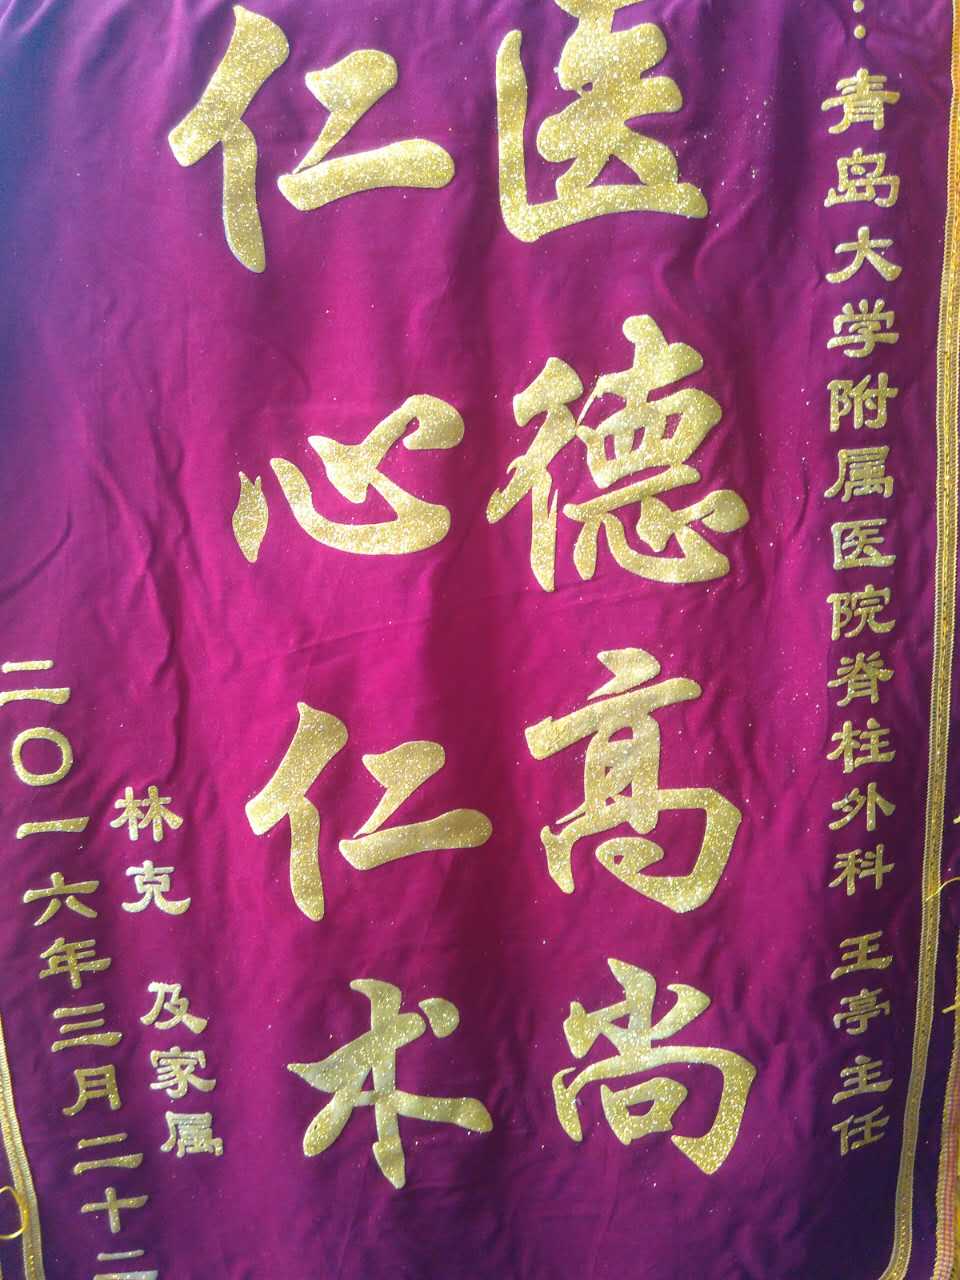 ：青岛大学附属医院脊柱外科 王亭主任
医德高尚
仁心仁术
林克 及家属
二〇一六年三月二十二